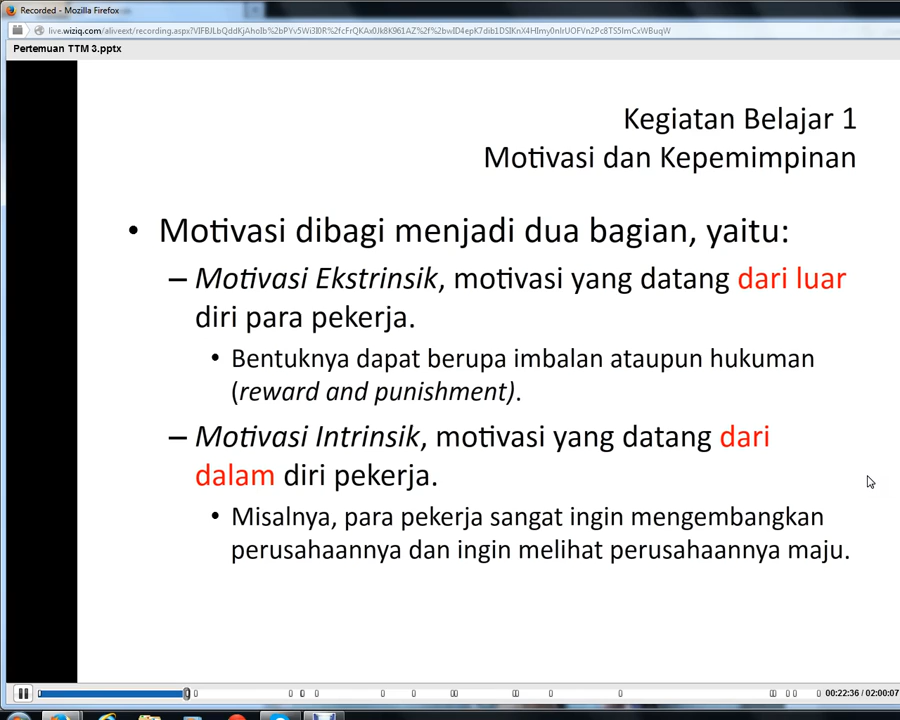 Recorded - Mozilla Firefox
Pertemuan TTM 3.pptx
Kegiatan Belajar 1
Motivasi dan Kepemimpinan
• Motivasi dibagi menjadi dua bagian, yaitu:
– Motivasi Ekstrinsik, motivasi yang datang dari luar
diri para pekerja.
• Bentuknya dapat berupa imbalan ataupun hukuman
(reward and punishment).
– Motivasi Intrinsik, motivasi yang datang dari
dalam diri pekerja.
• Misalnya, para pekerja sangat ingin mengembangkan
perusahaannya dan ingin melihat perusahaannya maju.
00:22:36 / 02:00:07